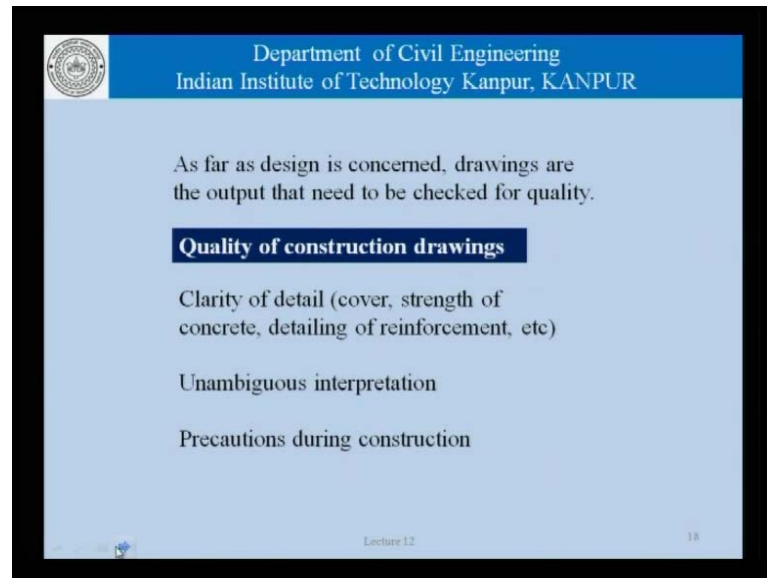 Department of Civil Engineering
Indian Institute of Technology Kanpur, KANPUR
As far as design is concerned, drawings are
the output that need to be checked for quality.
Quality of construction drawings
Clarity of detail (cover, strength of
concrete, detailing of reinforcement, etc)
Unambiguous interpretation
Precautions during construction
Lecture 12
18